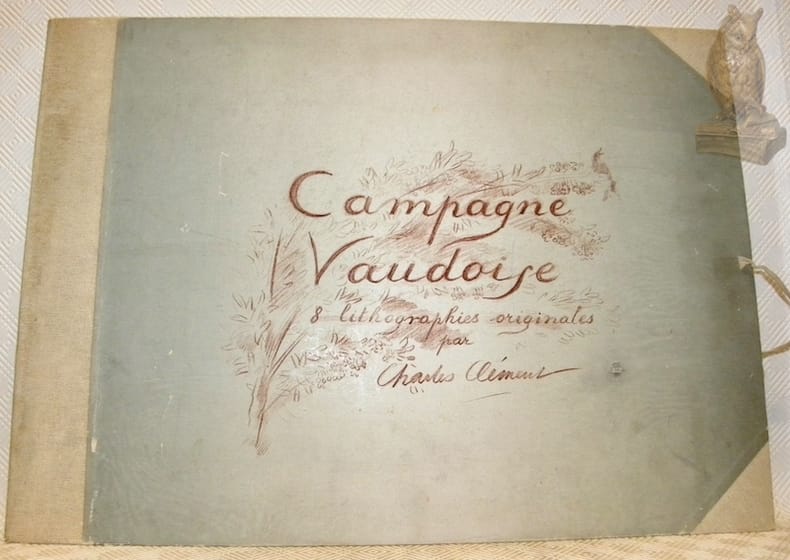 Campagne
Vaudoise
8 lithographies originales
par
Charles Clément